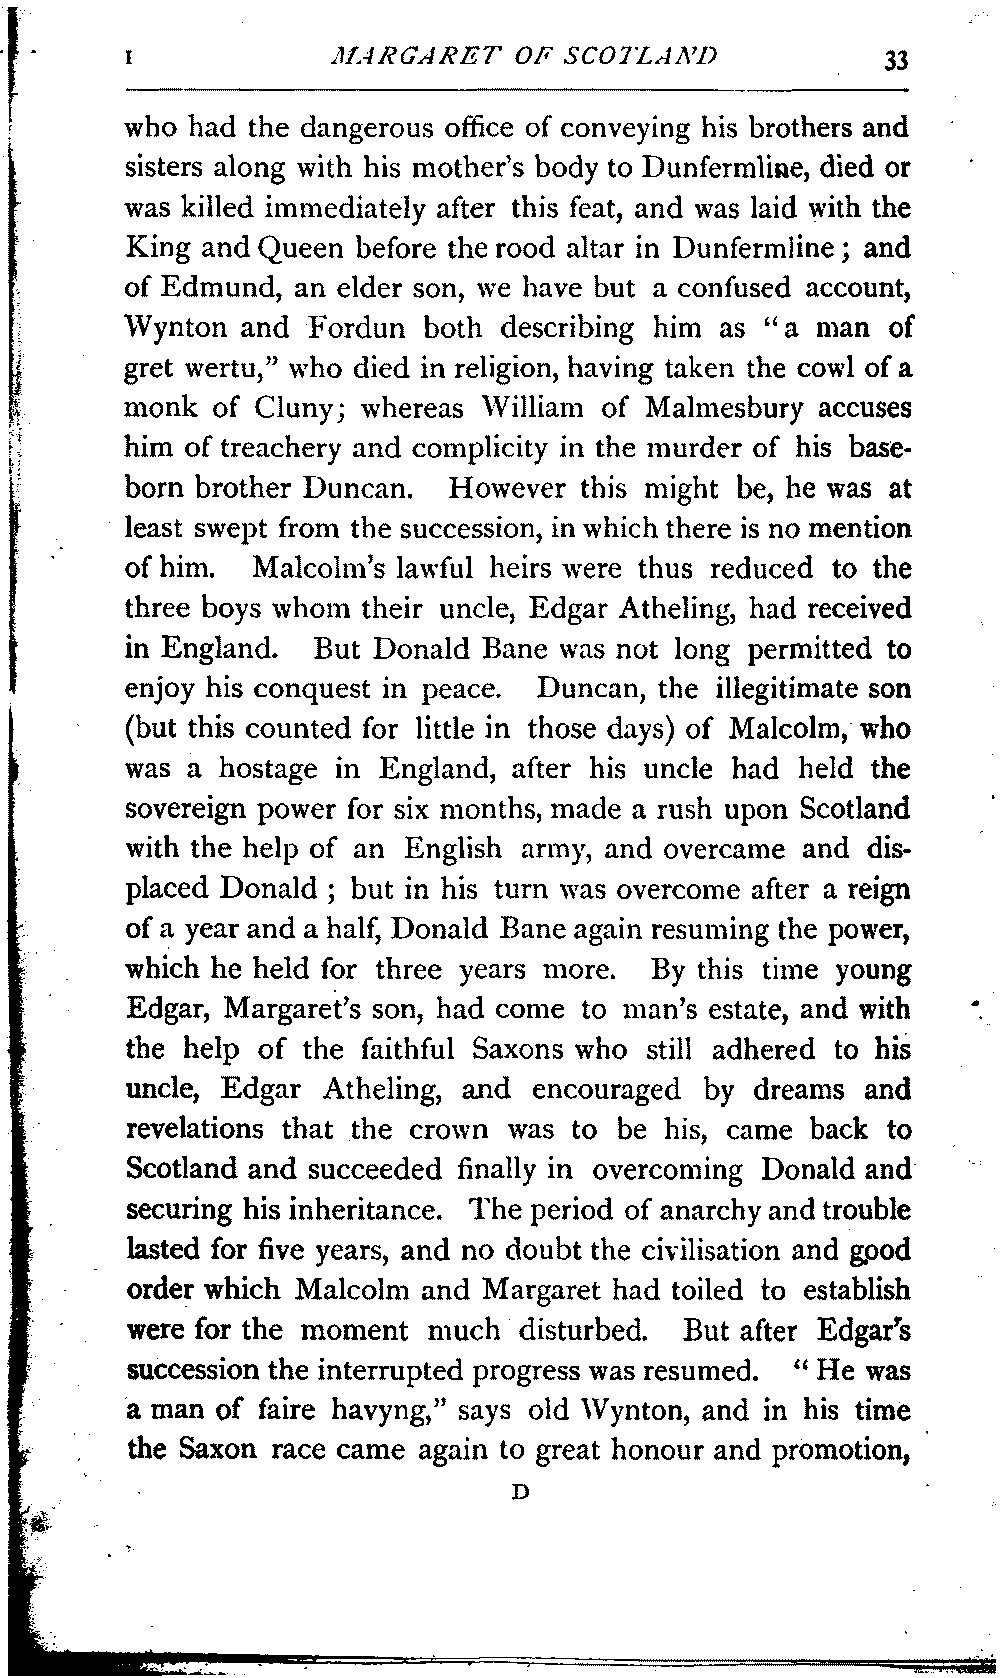 I MARGARET OF SCOTLAND 33
who had the dangerous office of conveying his brothers and
sisters along with his mother's body to Dunfermline, died or
was killed immediately after this feat, and was laid with the
King and Queen before the rood altar in Dunfermline; and
of Edmund, an elder son, we have but a confused account,
Wynton and Fordun both describing him as "a man of
gret wertu," who died in religion, having taken the cowl of a
monk of Cluny; whereas William of Malmesbury accuses
him of treachery and complicity in the murder of his base-
born brother Duncan. However this might be, he was at
least swept from the succession, in which there is no mention
of him. Malcolm's lawful heirs were thus reduced to the
three boys whom their uncle, Edgar Atheling, had received
in England. But Donald Bane was not long permitted to
enjoy his conquest in peace. Duncan, the illegitimate son
(but this counted for little in those days) of Malcolm, who
was a hostage in England, after his uncle had held the
sovereign power for six months, made a rush upon Scotland
with the help of an English army, and overcame and dis-
placed Donald ; but in his turn was overcome after a reign
of a year and a half, Donald Bane again resuming the power,
which he held for three years more. By this time young
Edgar, Margaret's son, had come to man's estate, and with
the help of the faithful Saxons who still adhered to his
uncle, Edgar Atheling, and encouraged by dreams and
revelations that the crown was to be his, came back to
Scotland and succeeded finally in overcoming Donald and
securing his inheritance. The period of anarchy and trouble
lasted for five years, and no doubt the civilisation and good
order which Malcolm and Margaret had toiled to establish
were for the moment much disturbed. But after Edgar's
succession the interrupted progress was resumed. "He was
a man of faire havyng," says old Wynton, and in his time
the Saxon race came again to great honour and promotion,
D